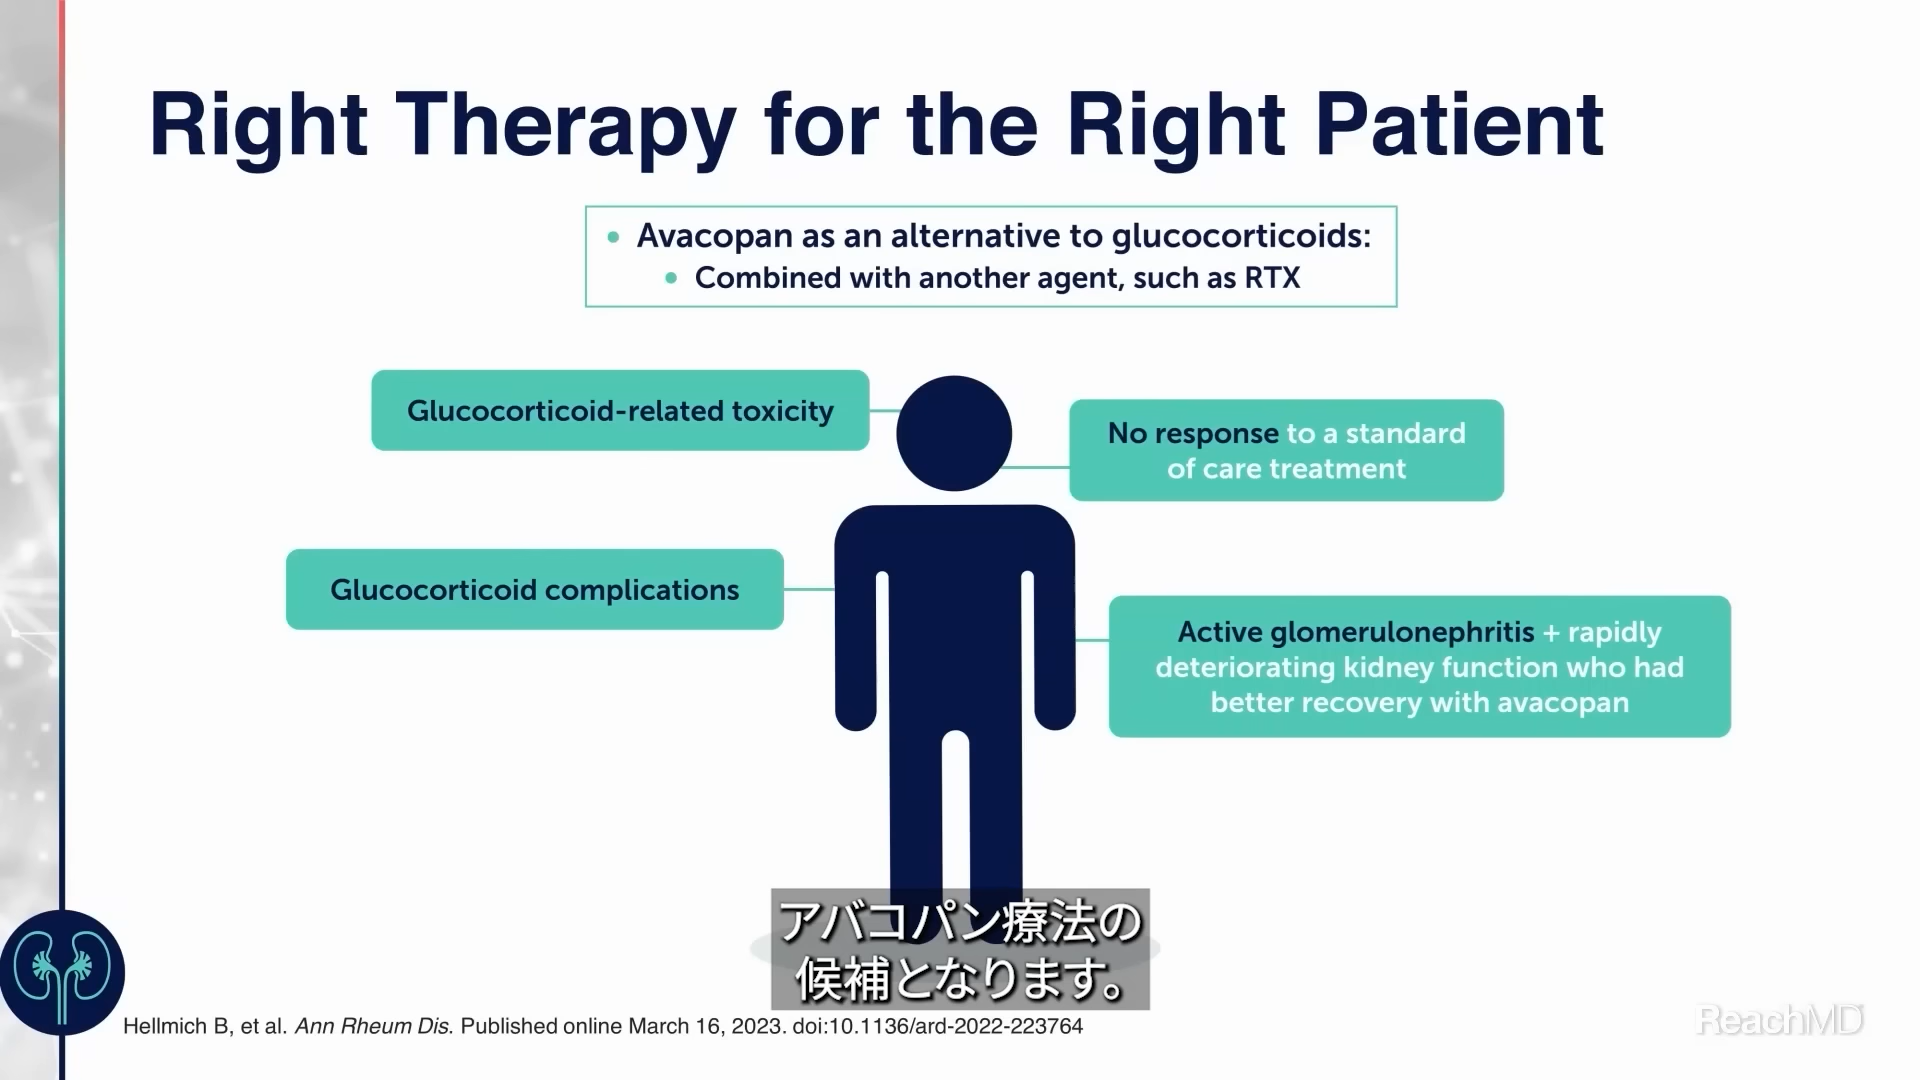 Right Therapy for the Right Patient
• Avacopan as an alternative to glucocorticoids:
• Combined with another agent, such as RTX
Glucocorticoid-related toxicity
No response to a standard
of care treatment
Glucocorticoid complications
Active glomerulonephritis + rapidly
deteriorating kidney function who had
better recovery with avacopan
アバコパン療法の
候補となります。
Hellmich B, et al. Ann Rheum Dis. Published online March 16, 2023. doi:10.1136/ard-2022-223764
ReachMD